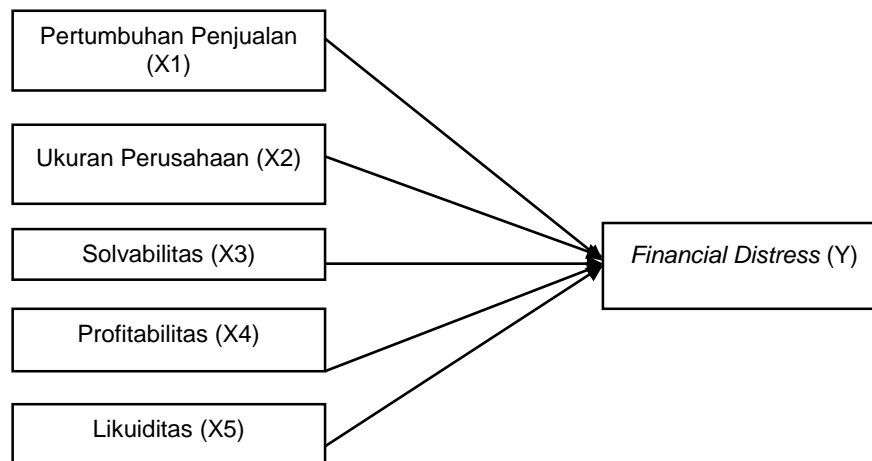 Pertumbuhan Penjualan
(X1)
Ukuran Perusahaan (X2)
Solvabilitas (X3)
Financial Distress (Y)
Profitabilitas (X4)
Likuiditas (X5)